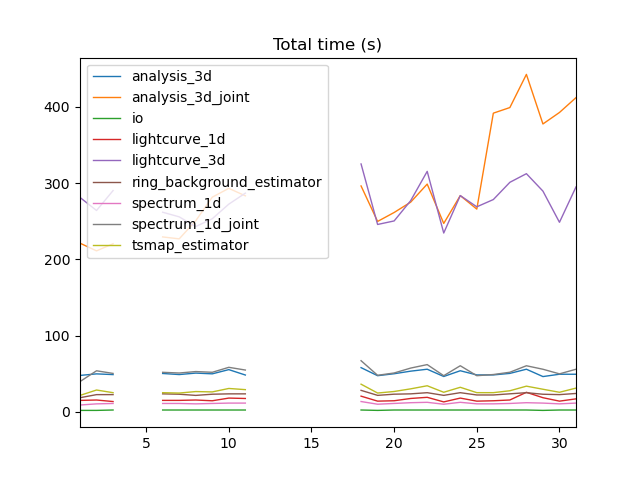 Total time (s)
analysis_3d
analysis_3d_joint
io
lightcurve_1d
lightcurve_3d
ring_background_estimator
spectrum_1d
spectrum_1d_joint
tsmap_estimator
400
300
200
100
0
5 10 15 20 25 30